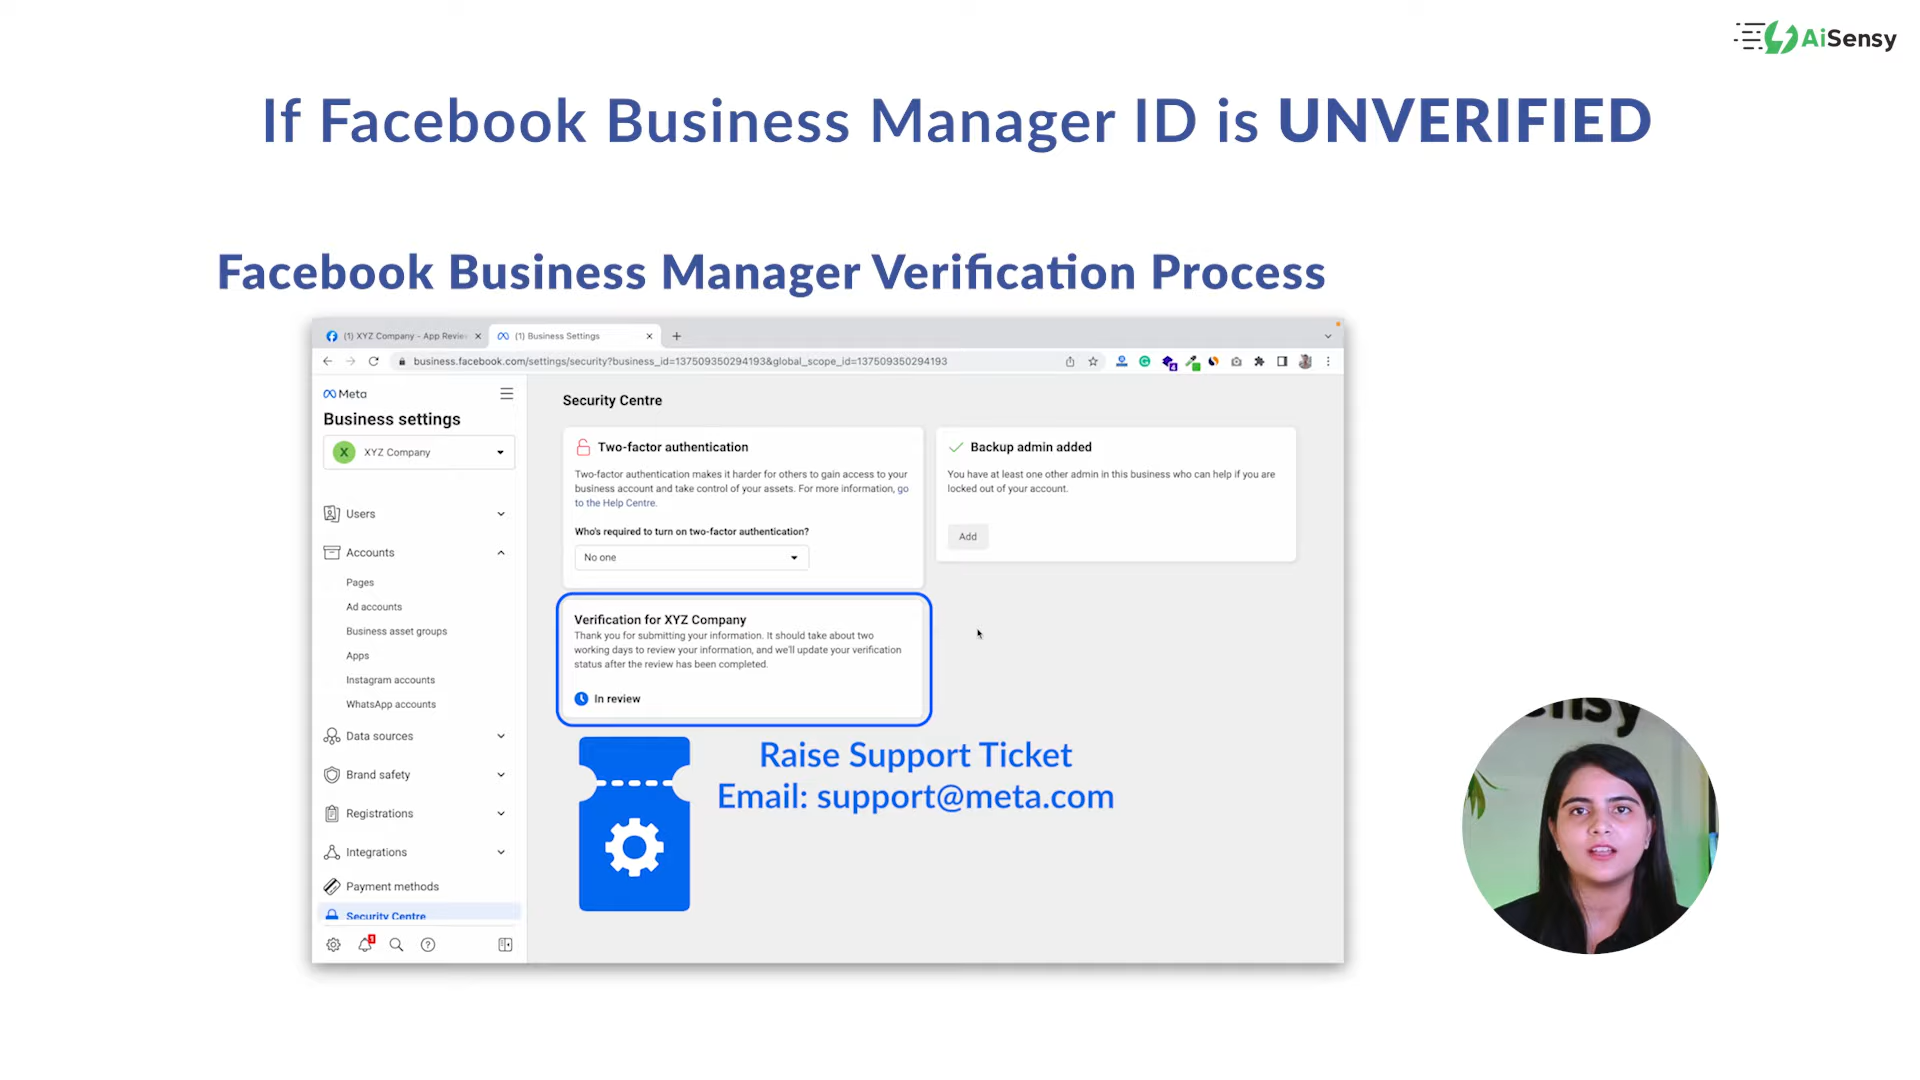 AiSensy
If Facebook Business Manager ID is UNVERIFIED
Facebook Business Manager Verification Process
(1) XYZ Company - App Review
(1) Business Settings
business.facebook.com/settings/security?business_id=137509350294193&global_scope_id=137509350294193
4
Meta
Business settings
X XYZ Company
Users
Accounts
Pages
Ad accounts
Business asset groups
Apps
Instagram accounts
WhatsApp accounts
Data sources
Brand safety
Registrations
Integrations
Payment methods
Security Centre
1
Security Centre
Two-factor authentication
Two-factor authentication makes it harder for others to gain access to your
business account and take control of your assets. For more information, go
to the Help Centre.
Who's required to turn on two-factor authentication?
No one
Backup admin added
You have at least one other admin in this business who can help if you are
locked out of your account.
Add
Verification for XYZ Company
Thank you for submitting your information. It should take about two
working days to review your information, and we'll update your verification
status after the review has been completed.
In review
Raise Support Ticket
Email: support@meta.com
ensy